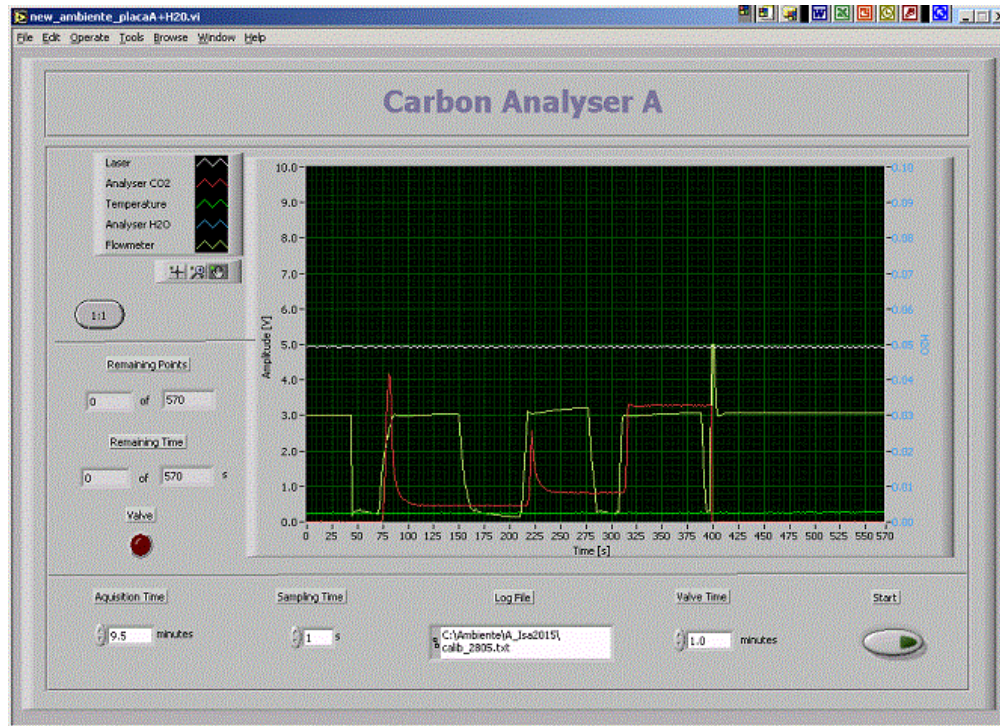 new_ambiente_placaA+H2O.vi
File Edit Operate Tools Browse Window Help
Carbon Analyser A
Laser
Analyser CO2
Temperature
Analyser H2O
Flowmeter
1:1
Remaining Points
0 of 570
Remaining Time
0 of 570 s
Valve
Amplitude [V]
10.0
9.0
8.0
7.0
6.0
5.0
4.0
3.0
2.0
1.0
0.0
0 25 50 75 100 125 150 175 200 225 250 275 300 325 350 375 400 425 450 475 500 525 550 570
Time [s]
0.10
0.09
0.08
0.07
0.06
0.05
0.04
0.03
0.02
0.01
0.00
H2O
Aquisition Time
9.5 minutes
Sampling Time
1 s
Log File
C:\Ambiente\A_Isa2015\
calib_2805.txt
Valve Time
1.0 minutes
Start